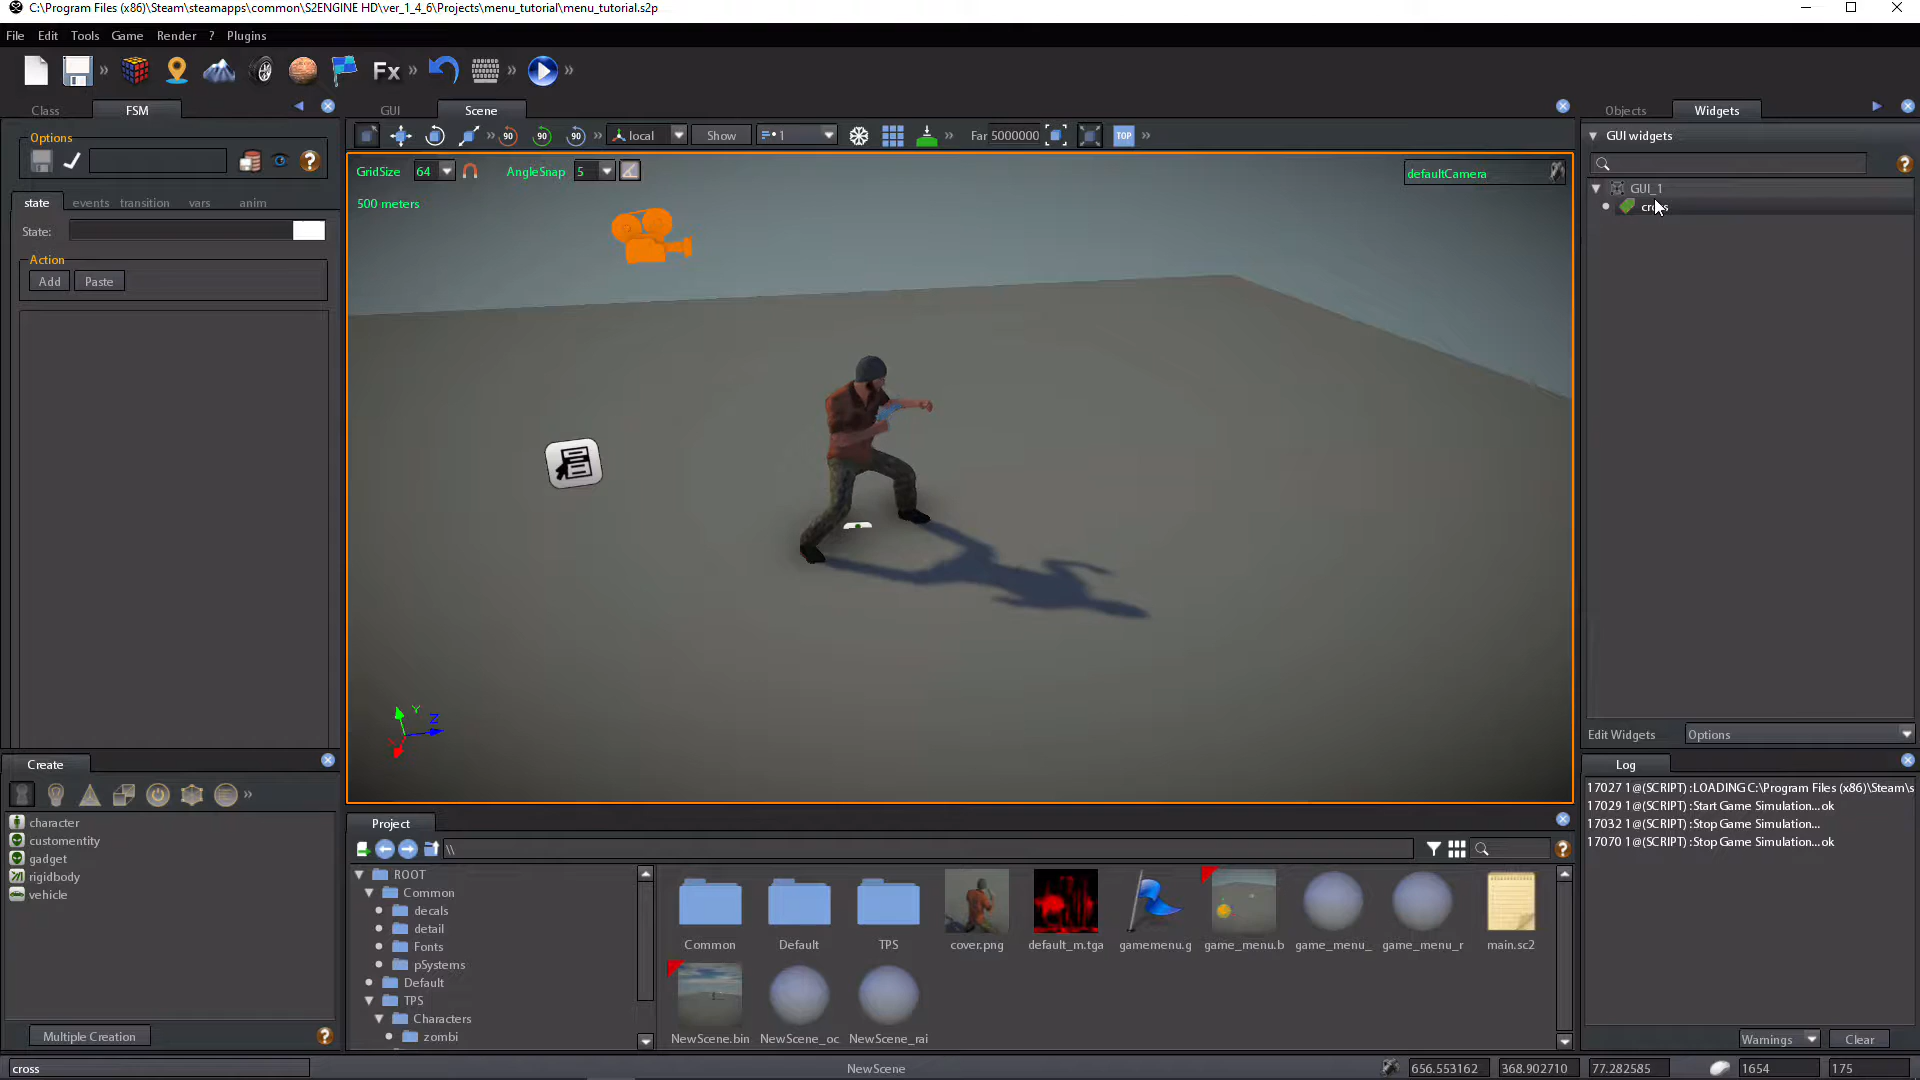 C:\Program Files (x86)\Steam\steamapps\common\S2ENGINE HD\ver_1_4_6\Projects\menu_tutorial\menu_tutorial.s2p
File Edit Tools Game Render ? Plugins
Fx
Class FSM
GUI Scene
Objects Widgets
Options
90 90 90 local Show 1 Far 5000000 TOP
GUI widgets
GridSize 64 AngleSnap 5
defaultCamera
500 meters
GUI_1
cross
state events transition vars anim
State:
Action
Add Paste
Y Z
Edit Widgets Options
Create
Log
character
customentity
gadget
rigidbody
vehicle
Multiple Creation
Project
\\
ROOT
Common
decals
detail
Fonts
pSystems
Default
TPS
Characters
zombi
Common Default TPS cover.png default_m.tga gamemenu.g game_menu.b game_menu_ game_menu_r main.sc2
NewScene.bin NewScene_oc NewScene_rai
17027 1@(SCRIPT) :LOADING C:\Program Files (x86)\Steam\s
17029 1@(SCRIPT) :Start Game Simulation...ok
17032 1@(SCRIPT) :Stop Game Simulation...
17070 1@(SCRIPT) :Stop Game Simulation...ok
Warnings Clear
cross NewScene 656.553162 368.902710 77.282585 1654 175